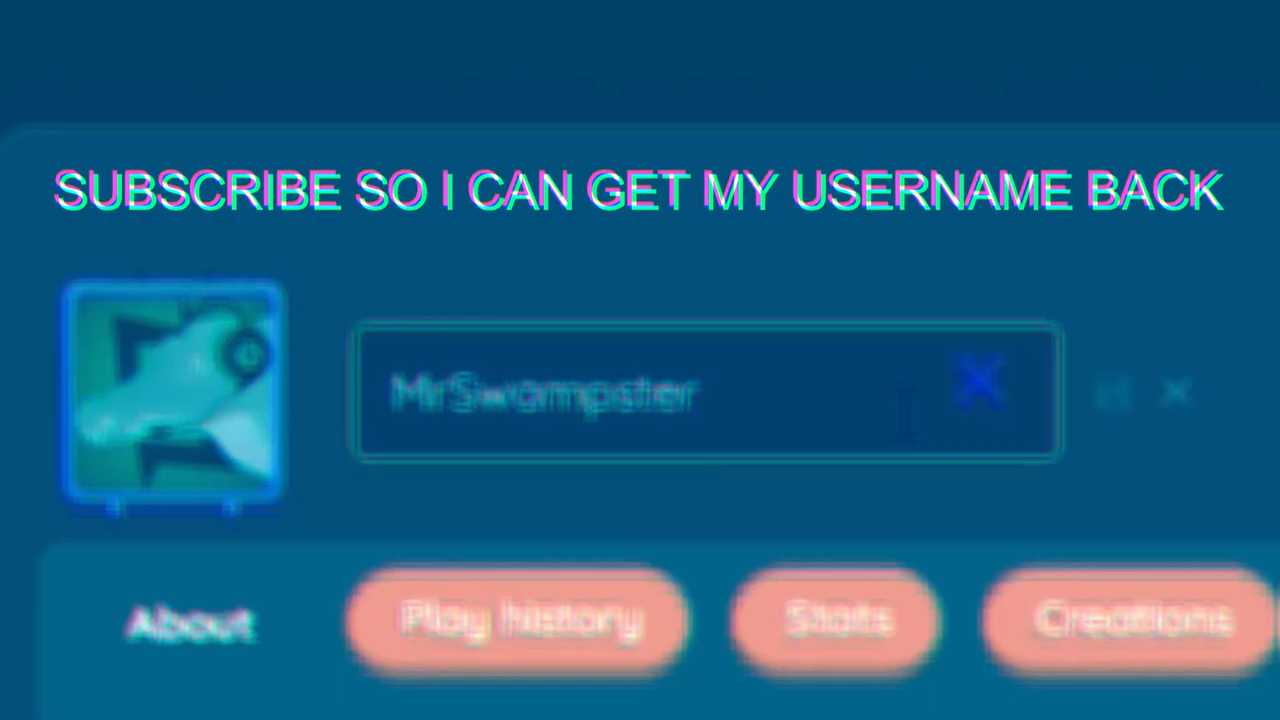 SUBSCRIBE SO I CAN GET MY USERNAME BACK
MrSwampster
About
Play history
Stats
Creations